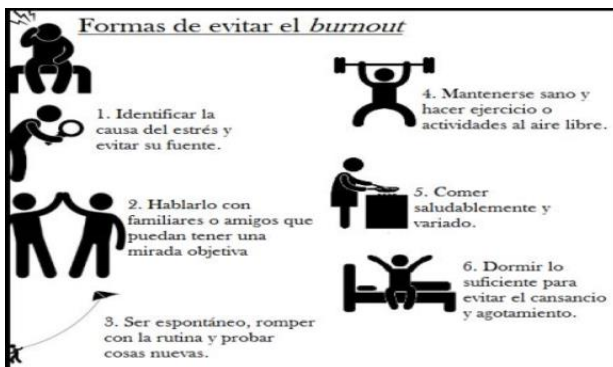 Formas de evitar el burnout
1. Identificar la
causa del estrés y
evitar su fuente.
2. Hablarlo con
familiares o amigos que
puedan tener una
mirada objetiva
3. Ser espontáneo, romper
con la rutina y probar
cosas nuevas.
4. Mantenerse sano y
hacer ejercicio o
actividades al aire libre.
5. Comer
saludablemente y
variado.
6. Dormir lo
suficiente para
evitar el cansancio
y agotamiento.